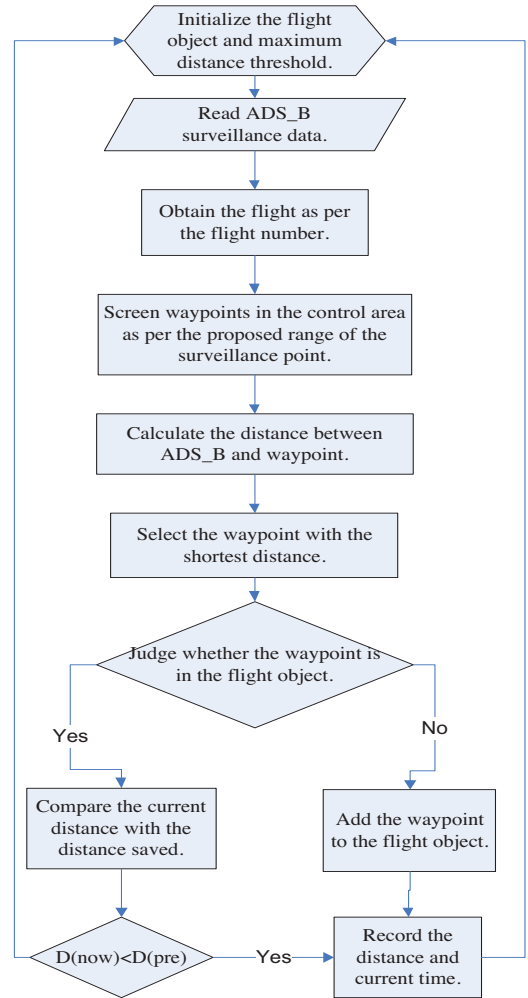 Initialize the flight
object and maximum
distance threshold.
Read ADS_B
surveillance data.
Obtain the flight as per
the flight number.
Screen waypoints in the control area
as per the proposed range of the
surveillance point.
Calculate the distance between
ADS_B and waypoint.
Select the waypoint with the
shortest distance.
Judge whether the waypoint is
in the flight object.
Yes
No
Compare the current
distance with the
distance saved.
Add the waypoint
to the flight object.
D(now)<D(pre)
Yes
Record the
distance and
current time.